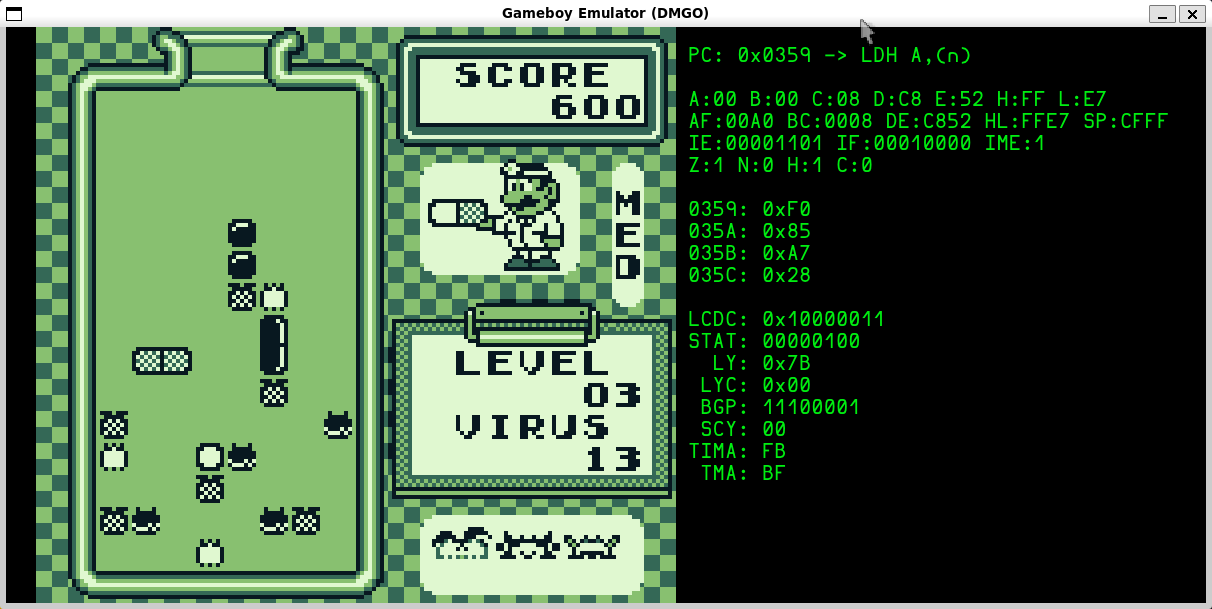 Gameboy Emulator (DMGO)
SCORE
600
MED
LEVEL
03
VIRUS
13
PC: 0x0359 -> LDH A,(n)
A:00 B:00 C:08 D:C8 E:52 H:FF L:E7
AF:00A0 BC:0008 DE:C852 HL:FFE7 SP:CFFF
IE:00001101 IF:00010000 IME:1
Z:1 N:0 H:1 C:0
0359: 0xF0
035A: 0x85
035B: 0xA7
035C: 0x28
LCDC: 0x10000011
STAT: 00000100
LY: 0x7B
LYC: 0x00
BGP: 11100001
SCY: 00
TIMA: FB
TMA: BF